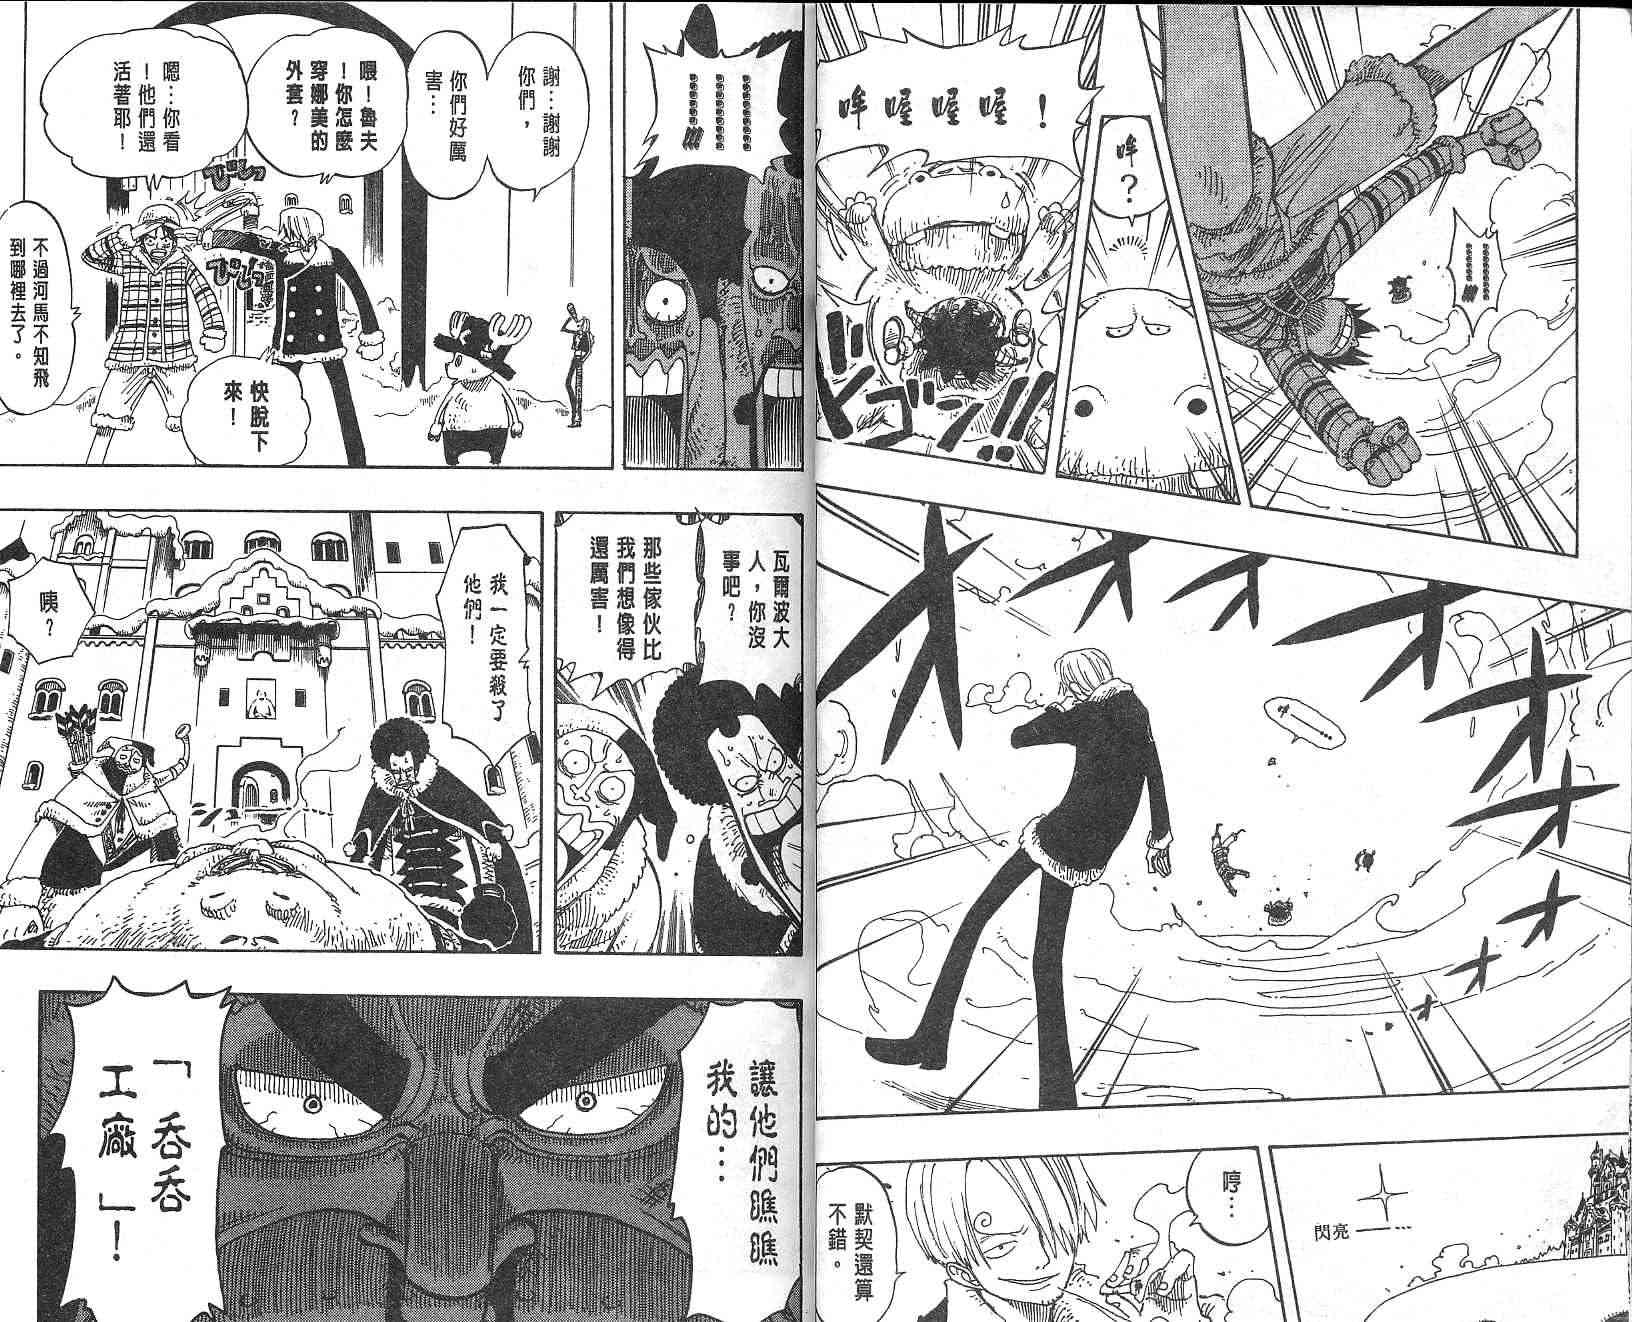 哞喔喔喔！
哞？
哼…
默契還算
不錯。
閃亮──…
謝…謝謝
你們，
你們好厲
害…
喂！魯夫
！你怎麼
穿娜美的
外套？
嗯…你看
！他們還
活著耶！
快脫下
來！
不過河馬不知飛
到哪裡去了。
瓦爾波大
人，你沒
事吧？
那些傢伙比
我們想像得
還厲害！
我一定要殺了
他們！
咦？
讓他們瞧瞧
我的…
「吞吞
工廠」！